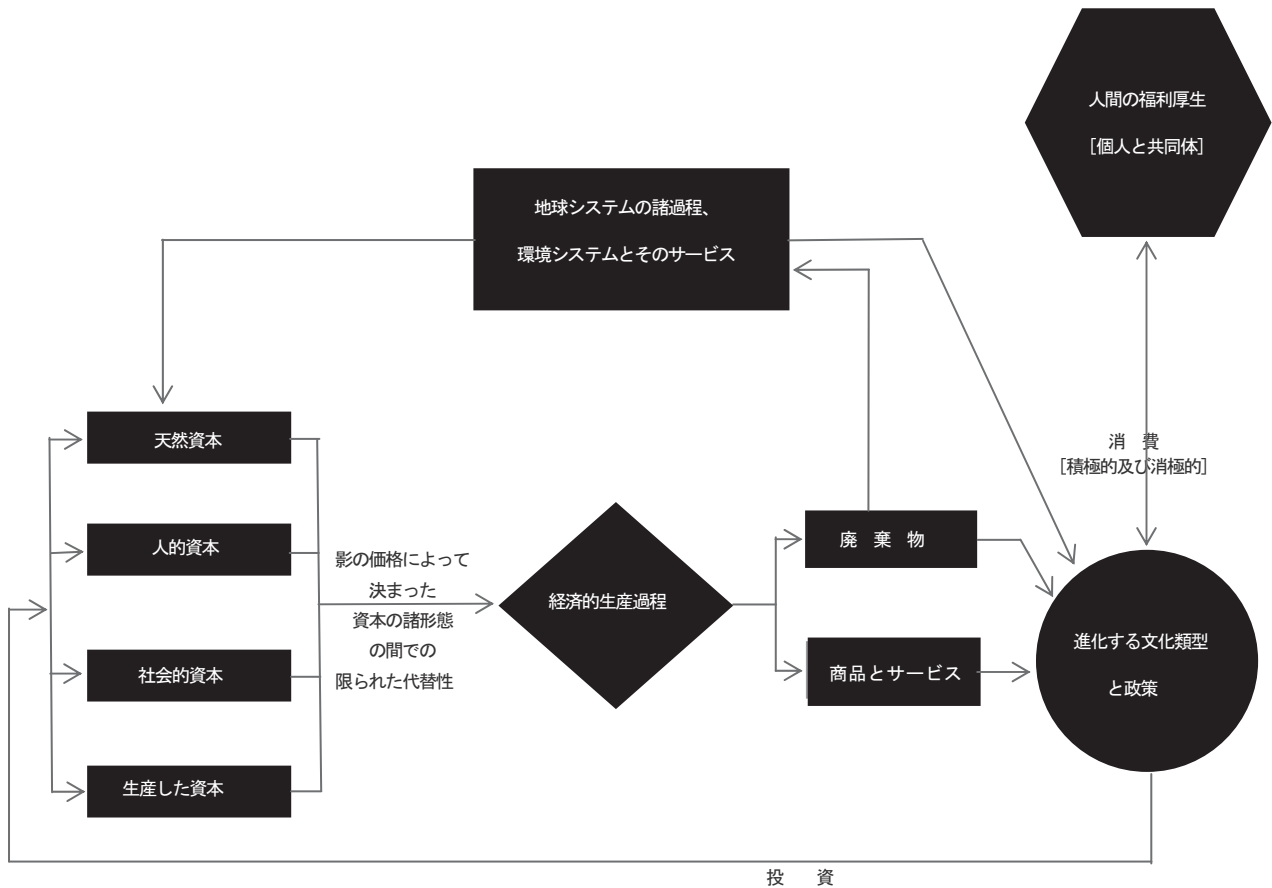 人間の福利厚生
[個人と共同体]
地球システムの諸過程、
環境システムとそのサービス
天然資本
人的資本
社会的資本
生産した資本
影の価格によって
決まった
資本の諸形態
の間での
限られた代替性
経済的生産過程
廃 棄 物
商品とサービス
消 費
[積極的及び消極的]
進化する文化類型
と政策
投 資